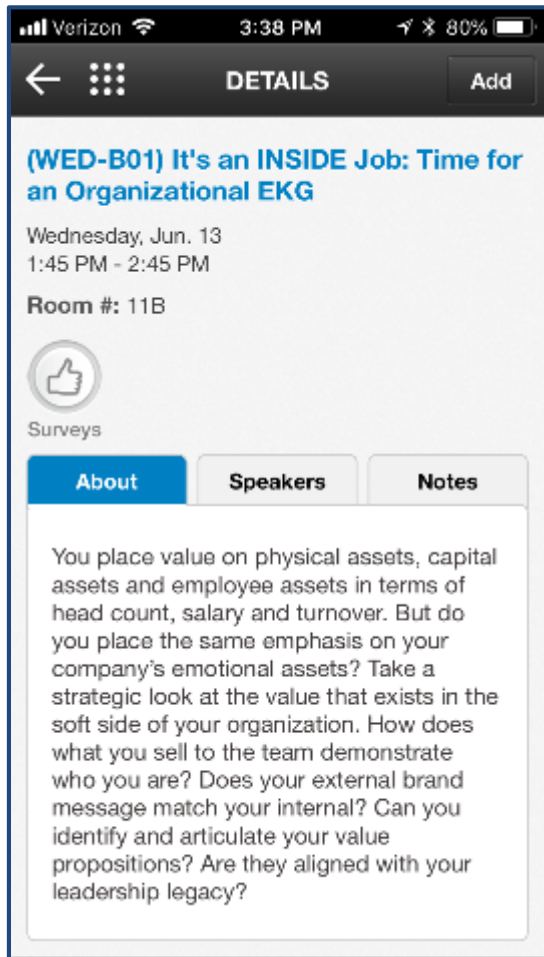 Verizon 3:38 PM 80%
DETAILS Add
(WED-B01) It's an INSIDE Job: Time for
an Organizational EKG
Wednesday, Jun. 13
1:45 PM - 2:45 PM
Room #: 11B
Surveys
About Speakers Notes
You place value on physical assets, capital
assets and employee assets in terms of
head count, salary and turnover. But do
you place the same emphasis on your
company's emotional assets? Take a
strategic look at the value that exists in the
soft side of your organization. How does
what you sell to the team demonstrate
who you are? Does your external brand
message match your internal? Can you
identify and articulate your value
propositions? Are they aligned with your
leadership legacy?